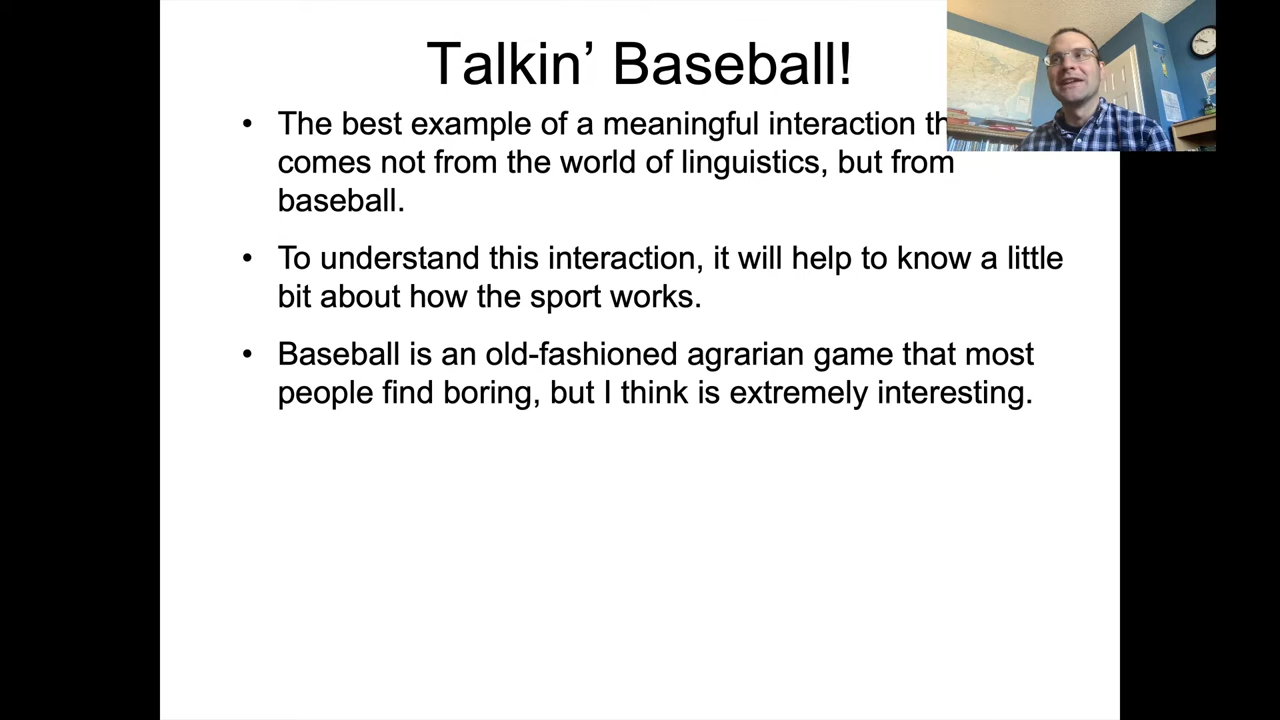 Talkin’ Baseball!
• The best example of a meaningful interaction
comes not from the world of linguistics, but from
baseball.
• To understand this interaction, it will help to know a little
bit about how the sport works.
• Baseball is an old-fashioned agrarian game that most
people find boring, but I think is extremely interesting.